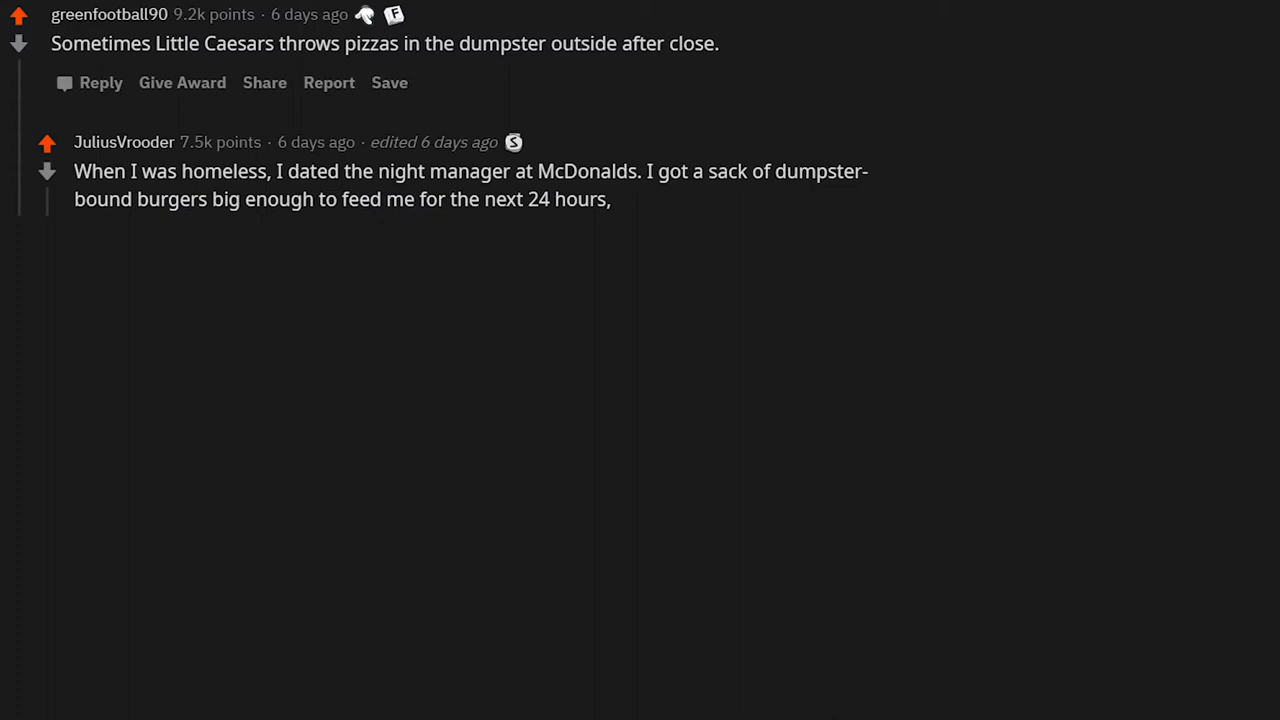 greenfootball90 9.2k points · 6 days ago F
Sometimes Little Caesars throws pizzas in the dumpster outside after close.
Reply Give Award Share Report Save
JuliusVrooder 7.5k points · 6 days ago · edited 6 days ago S
When I was homeless, I dated the night manager at McDonalds. I got a sack of dumpster-
bound burgers big enough to feed me for the next 24 hours,